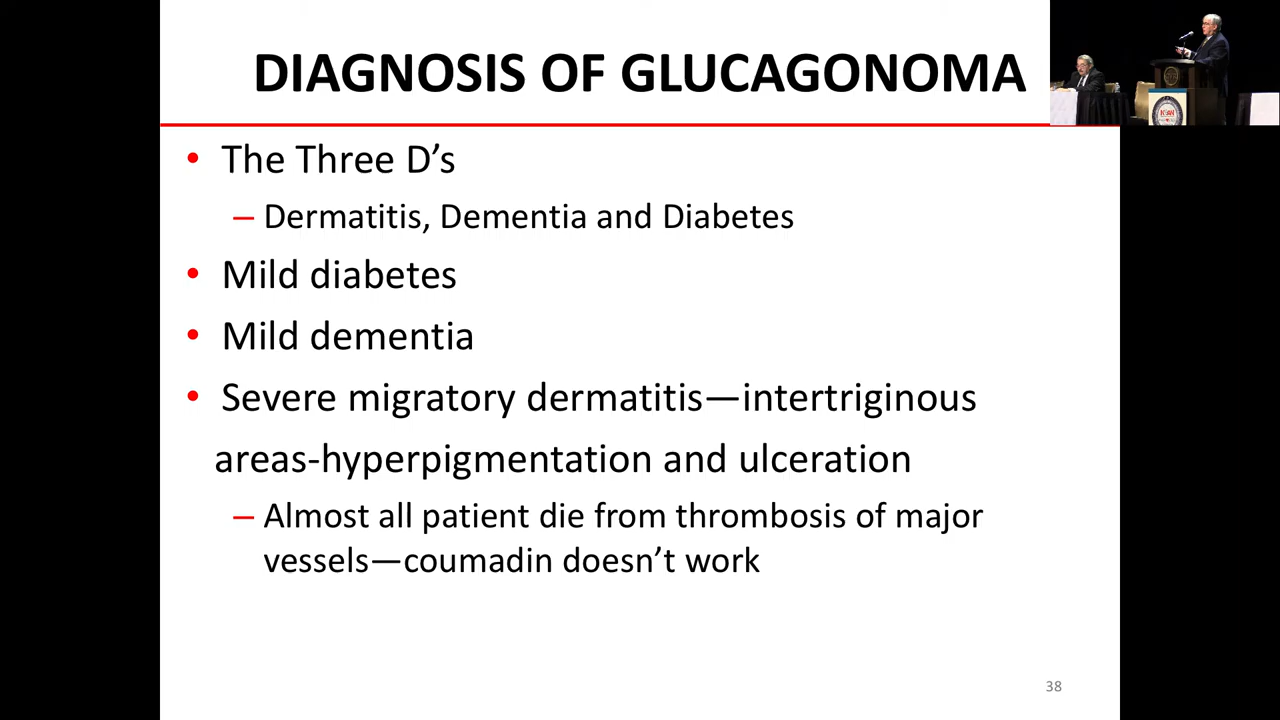 DIAGNOSIS OF GLUCAGONOMA
• The Three D’s
– Dermatitis, Dementia and Diabetes
• Mild diabetes
• Mild dementia
• Severe migratory dermatitis—intertriginous
areas-hyperpigmentation and ulceration
– Almost all patient die from thrombosis of major
vessels—coumadin doesn’t work
38